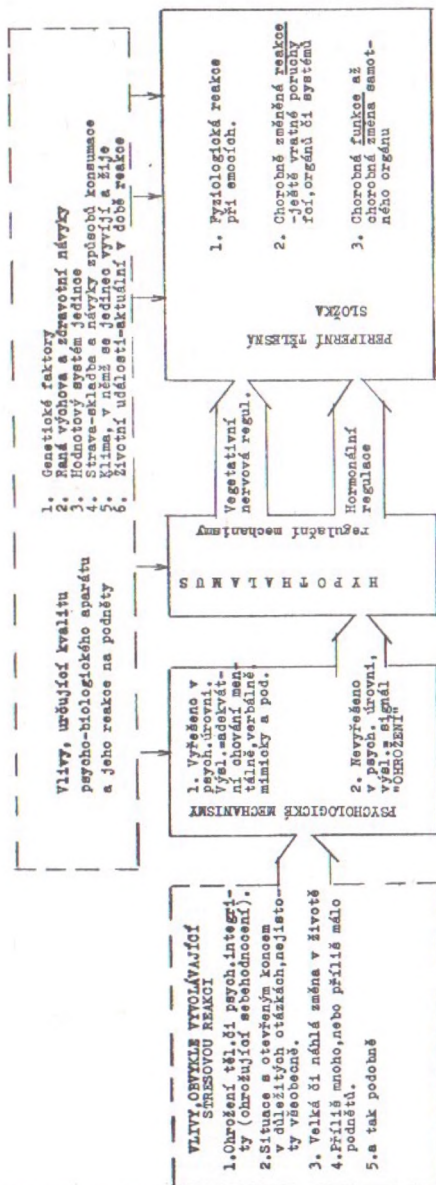 Vlivy, určující kvalitu
psycho-biologického aparátu
a jeho reakce na podněty
1. Genetické faktory
2. Raná výchova a zdravotní návyky
3. Hodnotový systém jedince
4. Strava-skladba a návyky způsobů konsumace
5. Klima, v němž se jedinec vyvíjí a žije
6. Životní události-aktuální v době reakce
VLIVY,OBVYKLE VYVOLÁVAJÍCÍ
STRESOVOU REAKCI
1.Ohrožení těl.či psych.integri-
ty (ohrožující sebehodnocení).
2.Situace s otevřeným koncem
v důležitých otázkách,nejisto-
ty všeobecně.
3. Velká či náhlá změna v životě
4.Příliš mnoho,nebo příliš málo
podnětů.
5.a tak podobně
PSYCHOLOGICKÉ MECHANISMY
1. Vyřešeno v
psych.úrovni.
Výsl.=adekvát-
ní chování men-
tálně,verbálně,
mimicky a pod.
2. Nevyřešeno
v psych. úrovni,
výsl.= signál
"OHROŽENÍ"
HYPOTHALAMUS
regulační mechanismy
Vegetativní
nervová regul.
Hormonální
regulace
PERIFERNÍ TĚLESNÁ
SLOŽKA
1. Fyziologická reakce
při emocích.
2. Chorobně změněná reakce
-ještě vratné poruchy
fcí,orgánů či systémů
3. Chorobná funkce až
chorobná změna samot-
ného orgánu